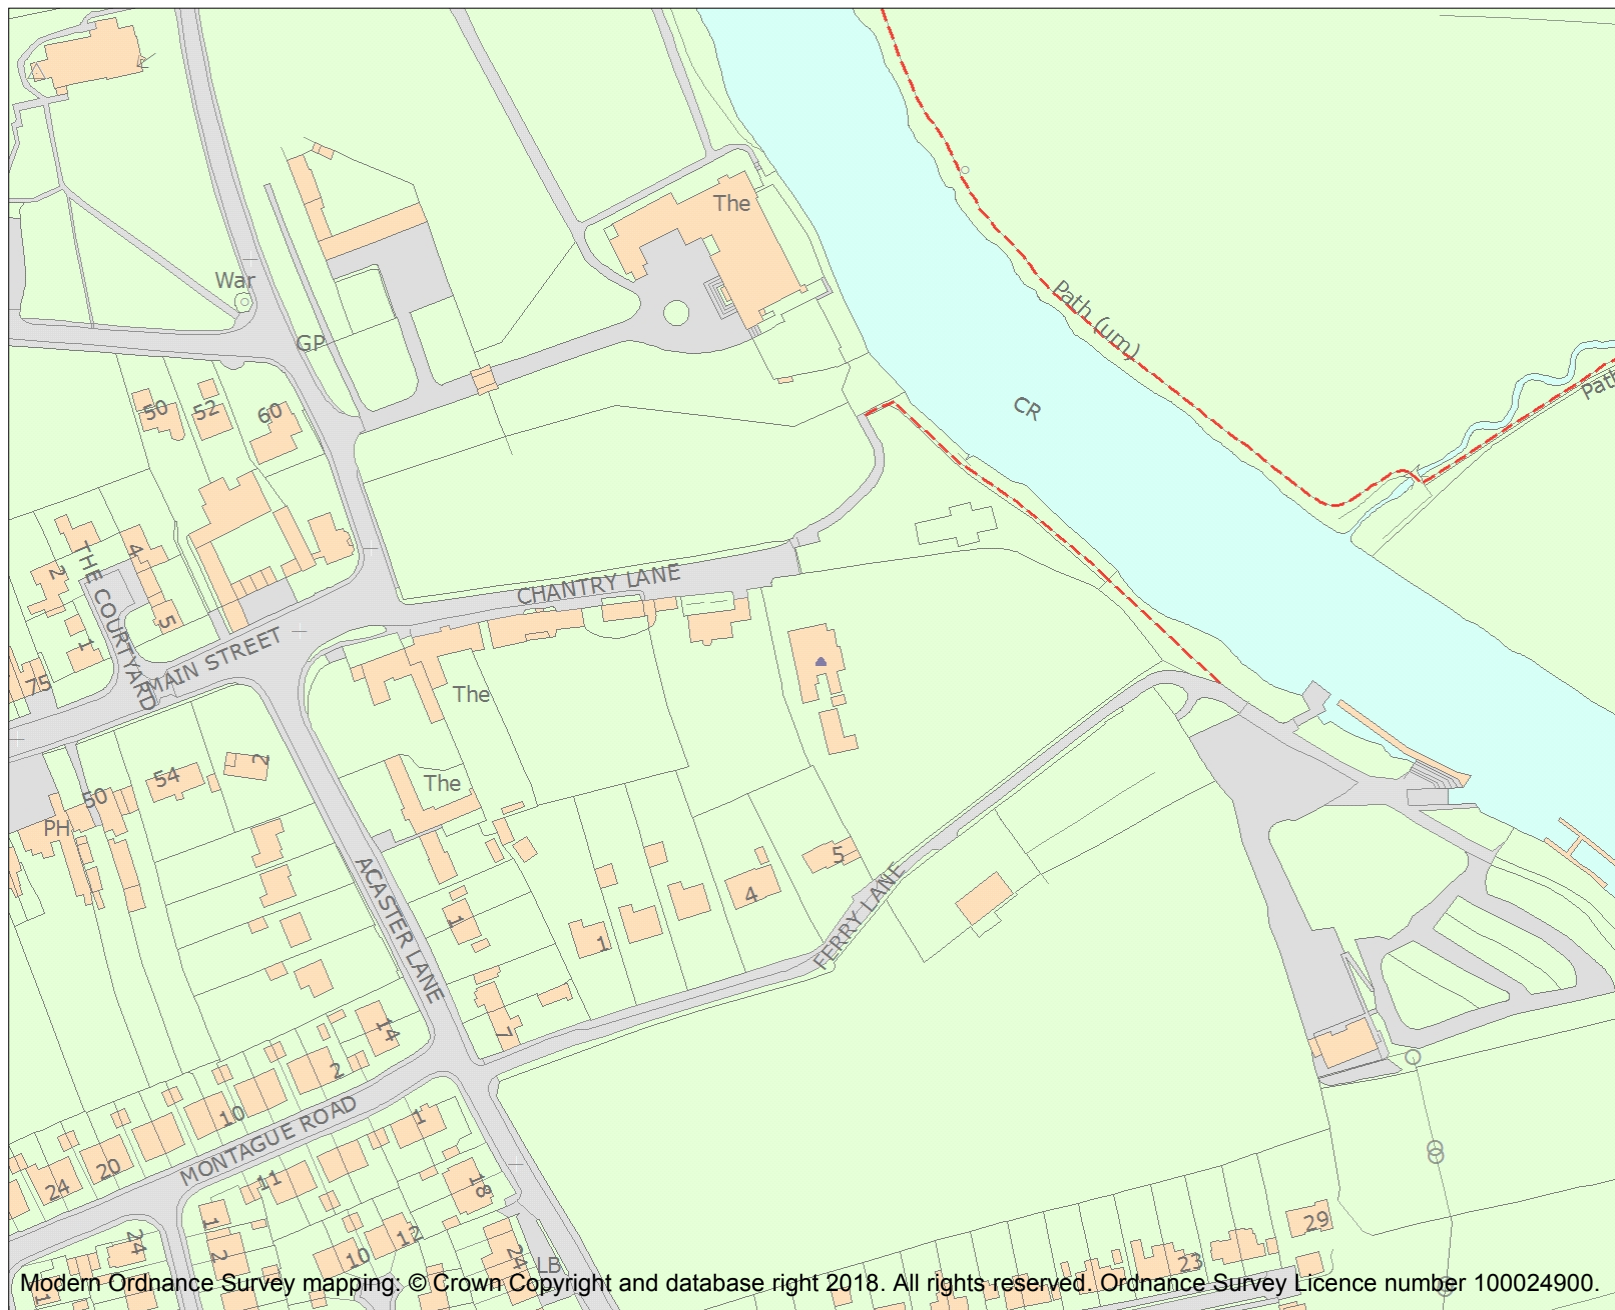 The
War
GP
Path (um)
CR
Path
50
52
60
THE COURTYARD
4
2
5
1
75
MAIN STREET
CHANTRY LANE
The
The
2
54
50
PH
ACASTER LANE
1
1
4
5
FERRY LANE
7
14
2
10
20
24
MONTAGUE ROAD
1
11
18
1
2
24
10
12
24
LB
1
29
23
Modern Ordnance Survey mapping: © Crown Copyright and database right 2018. All rights reserved. Ordnance Survey Licence number 100024900.